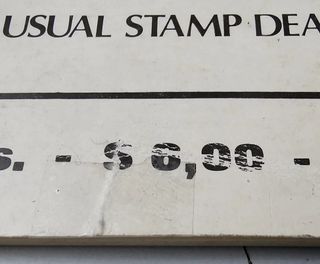 USUAL STAMP DEA
s. - $ 6,00 -